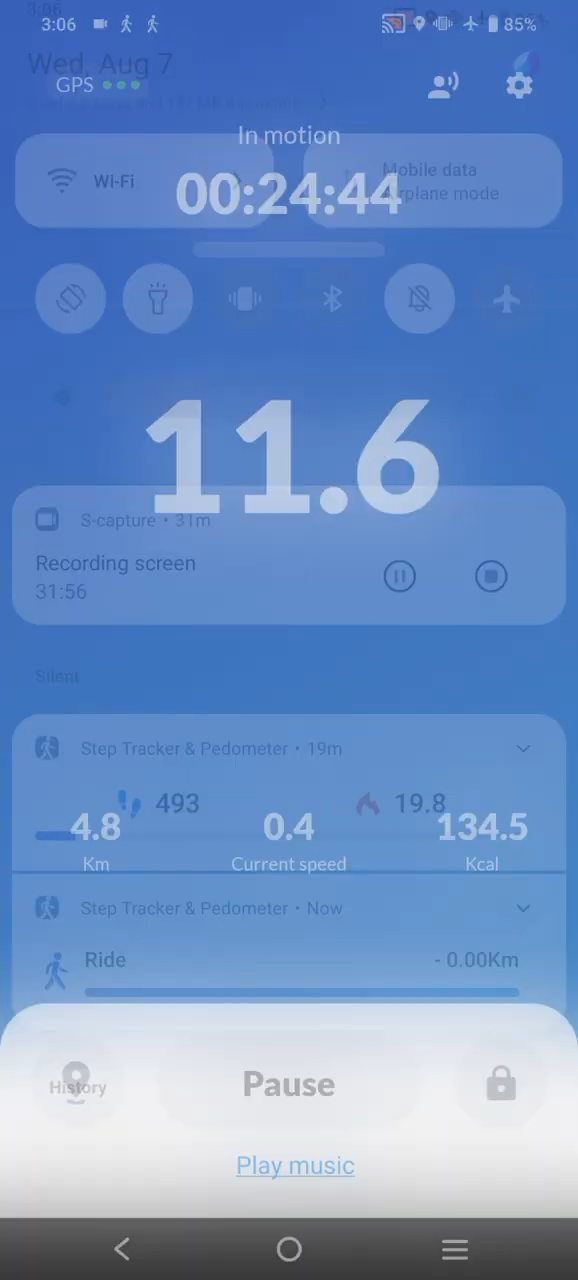 3:06
3:06 85%
Wed, Aug 7
GPS
In motion
Wi-Fi
Mobile data
Airplane mode
00:24:44
11.6
S-capture • 31m
Recording screen
31:56
Silent
Step Tracker & Pedometer • 19m
493 19.8
4.8 0.4 134.5
Km Current speed Kcal
Step Tracker & Pedometer • Now
Ride - 0.00Km
History
Pause
Play music